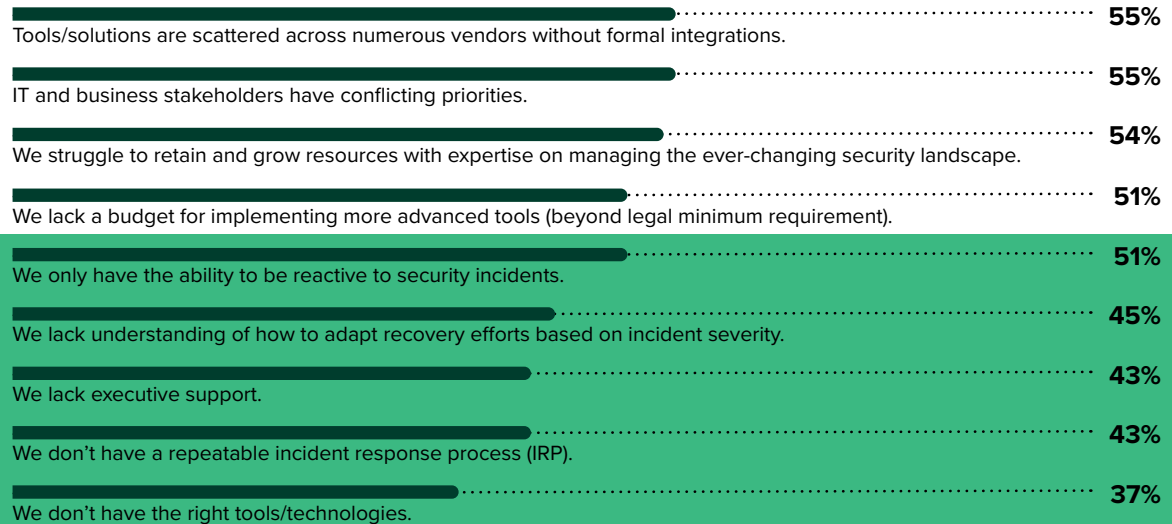 55%
Tools/solutions are scattered across numerous vendors without formal integrations.
55%
IT and business stakeholders have conflicting priorities.
54%
We struggle to retain and grow resources with expertise on managing the ever-changing security landscape.
51%
We lack a budget for implementing more advanced tools (beyond legal minimum requirement).
51%
We only have the ability to be reactive to security incidents.
45%
We lack understanding of how to adapt recovery efforts based on incident severity.
43%
We lack executive support.
43%
We don’t have a repeatable incident response process (IRP).
37%
We don’t have the right tools/technologies.